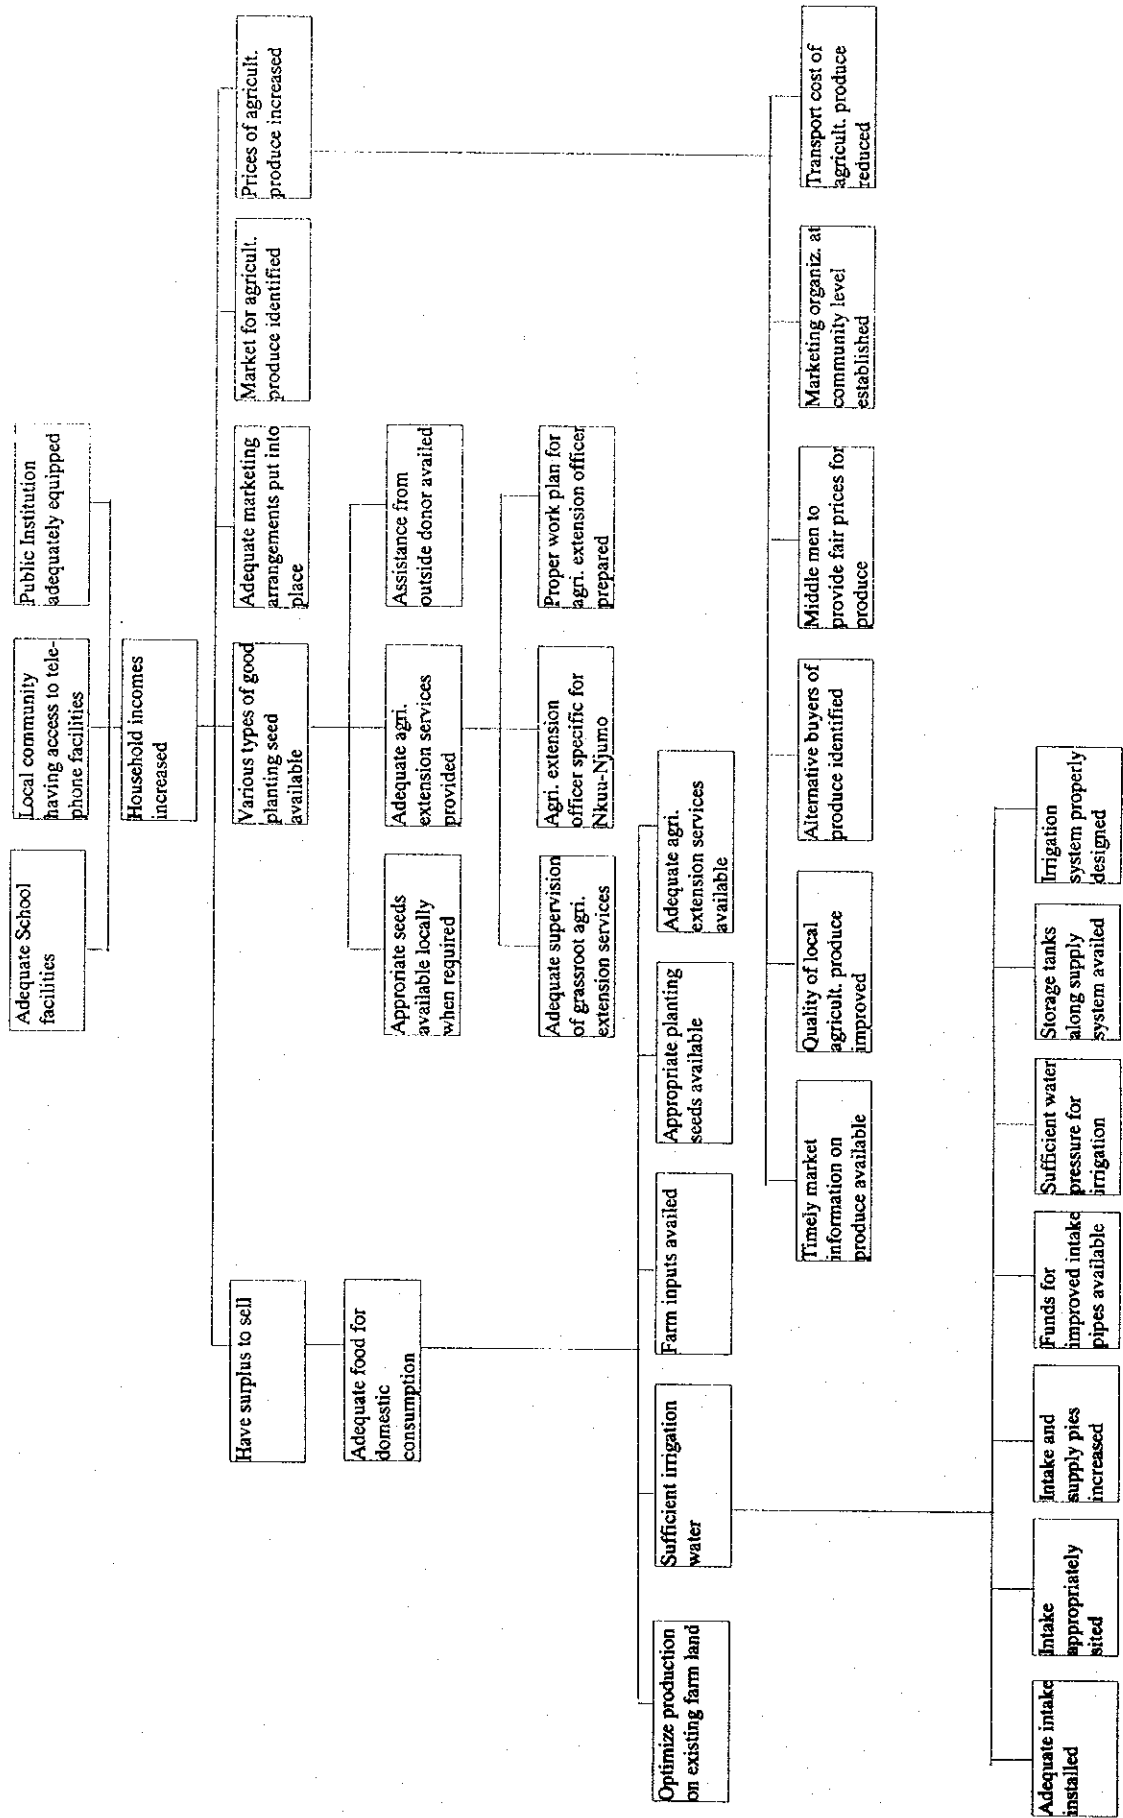 Adequate School
facilities
Local community
having access to tele-
phone facilities
Public Institution
adequately equipped
Household incomes
increased
Have surplus to sell
Various types of good
planting seed
available
Adequate marketing
arrangements put into
place
Market for agricult.
produce identified
Prices of agricult.
produce increased
Adequate food for
domestic
consumption
Approriate seeds
available locally
when required
Adequate agri.
extension services
provided
Assistance from
outside donor availed
Adequate supervision
of grassroot agri.
extension services
Agri. extension
officer specific for
Nkuu-Njumo
Proper work plan for
agri. extension officer
prepared
Optimize production
on existing farm land
Sufficient irrigation
water
Farm inputs availed
Appropriate planting
seeds available
Adequate agri.
extension services
available
Timely market
information on
produce available
Quality of local
agricult. produce
improved
Alternative buyers of
produce identified
Middle men to
provide fair prices for
produce
Marketing organiz. at
community level
established
Transport cost of
agricult. produce
reduced
Adequate intake
installed
Intake
appropriately
sited
Intake and
supply pies
increased
Funds for
improved intake
pipes available
Sufficient water
pressure for
irrigation
Storage tanks
along supply
system availed
Irrigation
system properly
designed